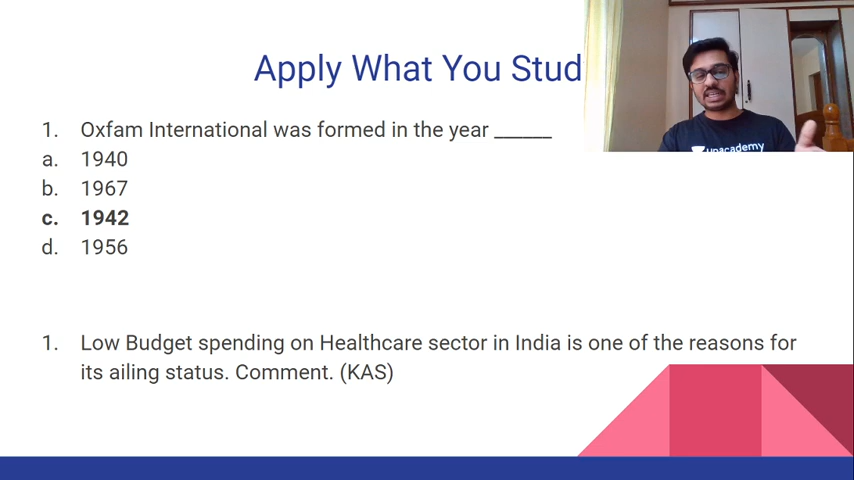 Apply What You Stud
1. Oxfam International was formed in the year ______
a. 1940
b. 1967
c. 1942
d. 1956
1. Low Budget spending on Healthcare sector in India is one of the reasons for
its ailing status. Comment. (KAS)